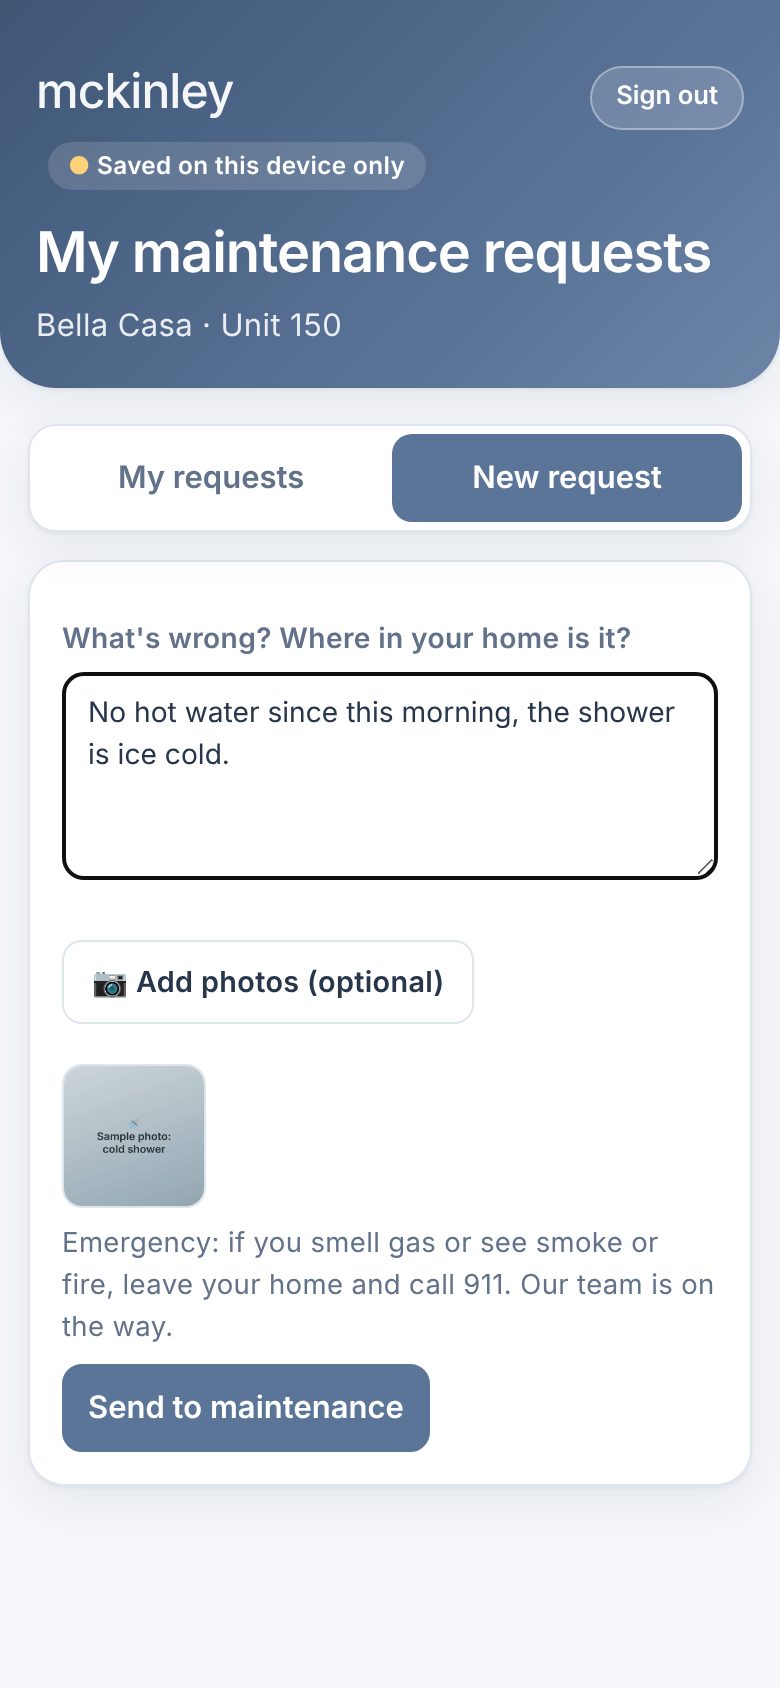 mckinley
Sign out
Saved on this device only
My maintenance requests
Bella Casa · Unit 150
My requests
New request
What's wrong? Where in your home is it?
No hot water since this morning, the shower
is ice cold.
📷 Add photos (optional)
Sample photo:
cold shower
Emergency: if you smell gas or see smoke or
fire, leave your home and call 911. Our team is on
the way.
Send to maintenance